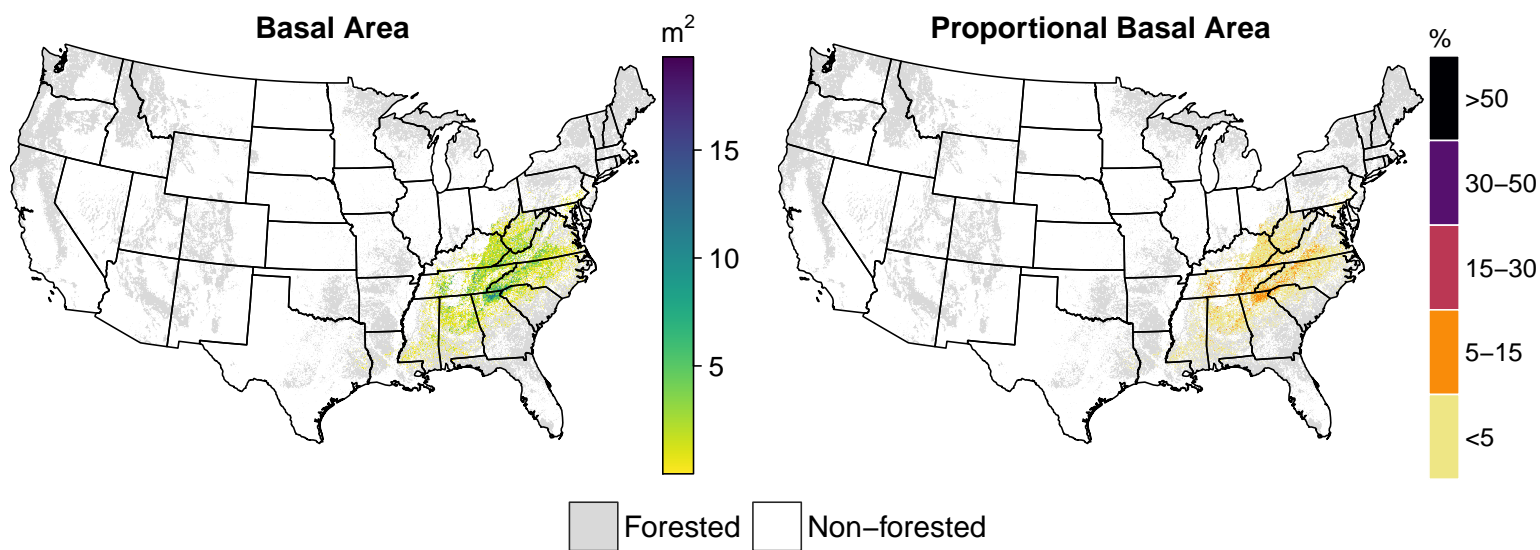 Basal Area
m²
15
10
5
Proportional Basal Area
%
>50
30−50
15−30
5−15
<5
Forested
Non−forested